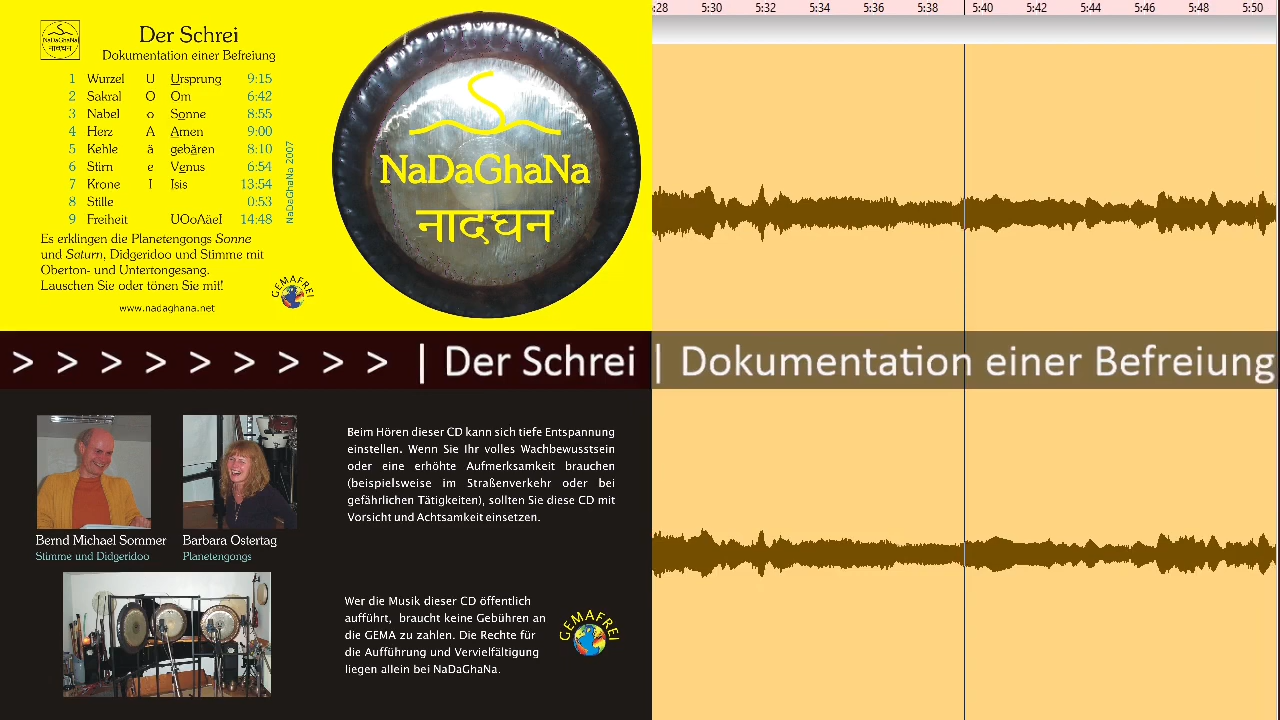 NaDaGhaNa
नादघन
Der Schrei
Dokumentation einer Befreiung
1 Wurzel U Ursprung 9:15
2 Sakral O Om 6:42
3 Nabel o Sonne 8:55
4 Herz A Amen 9:00
5 Kehle ä gebären 8:10
6 Stirn e Venus 6:54
7 Krone I Isis 13:54
8 Stille 0:53
9 Freiheit UOoAäeI 14:48
NaDaGhaNa 2007
Es erklingen die Planetengongs Sonne
und Saturn, Didgeridoo und Stimme mit
Oberton- und Untertongesang.
Lauschen Sie oder tönen Sie mit!
www.nadaghana.net
GEMAFREI
NaDaGhaNa
नादघन
:28 5:30 5:32 5:34 5:36 5:38 5:40 5:42 5:44 5:46 5:48 5:50
> > > > > > > > > | Der Schrei | Dokumentation einer Befreiung
Bernd Michael Sommer
Stimme und Didgeridoo
Barbara Ostertag
Planetengongs
Beim Hören dieser CD kann sich tiefe Entspannung
einstellen. Wenn Sie Ihr volles Wachbewusstsein
oder eine erhöhte Aufmerksamkeit brauchen
(beispielsweise im Straßenverkehr oder bei
gefährlichen Tätigkeiten), sollten Sie diese CD mit
Vorsicht und Achtsamkeit einsetzen.
Wer die Musik dieser CD öffentlich
aufführt, braucht keine Gebühren an
die GEMA zu zahlen. Die Rechte für
die Aufführung und Vervielfältigung
liegen allein bei NaDaGhaNa.
GEMAFREI